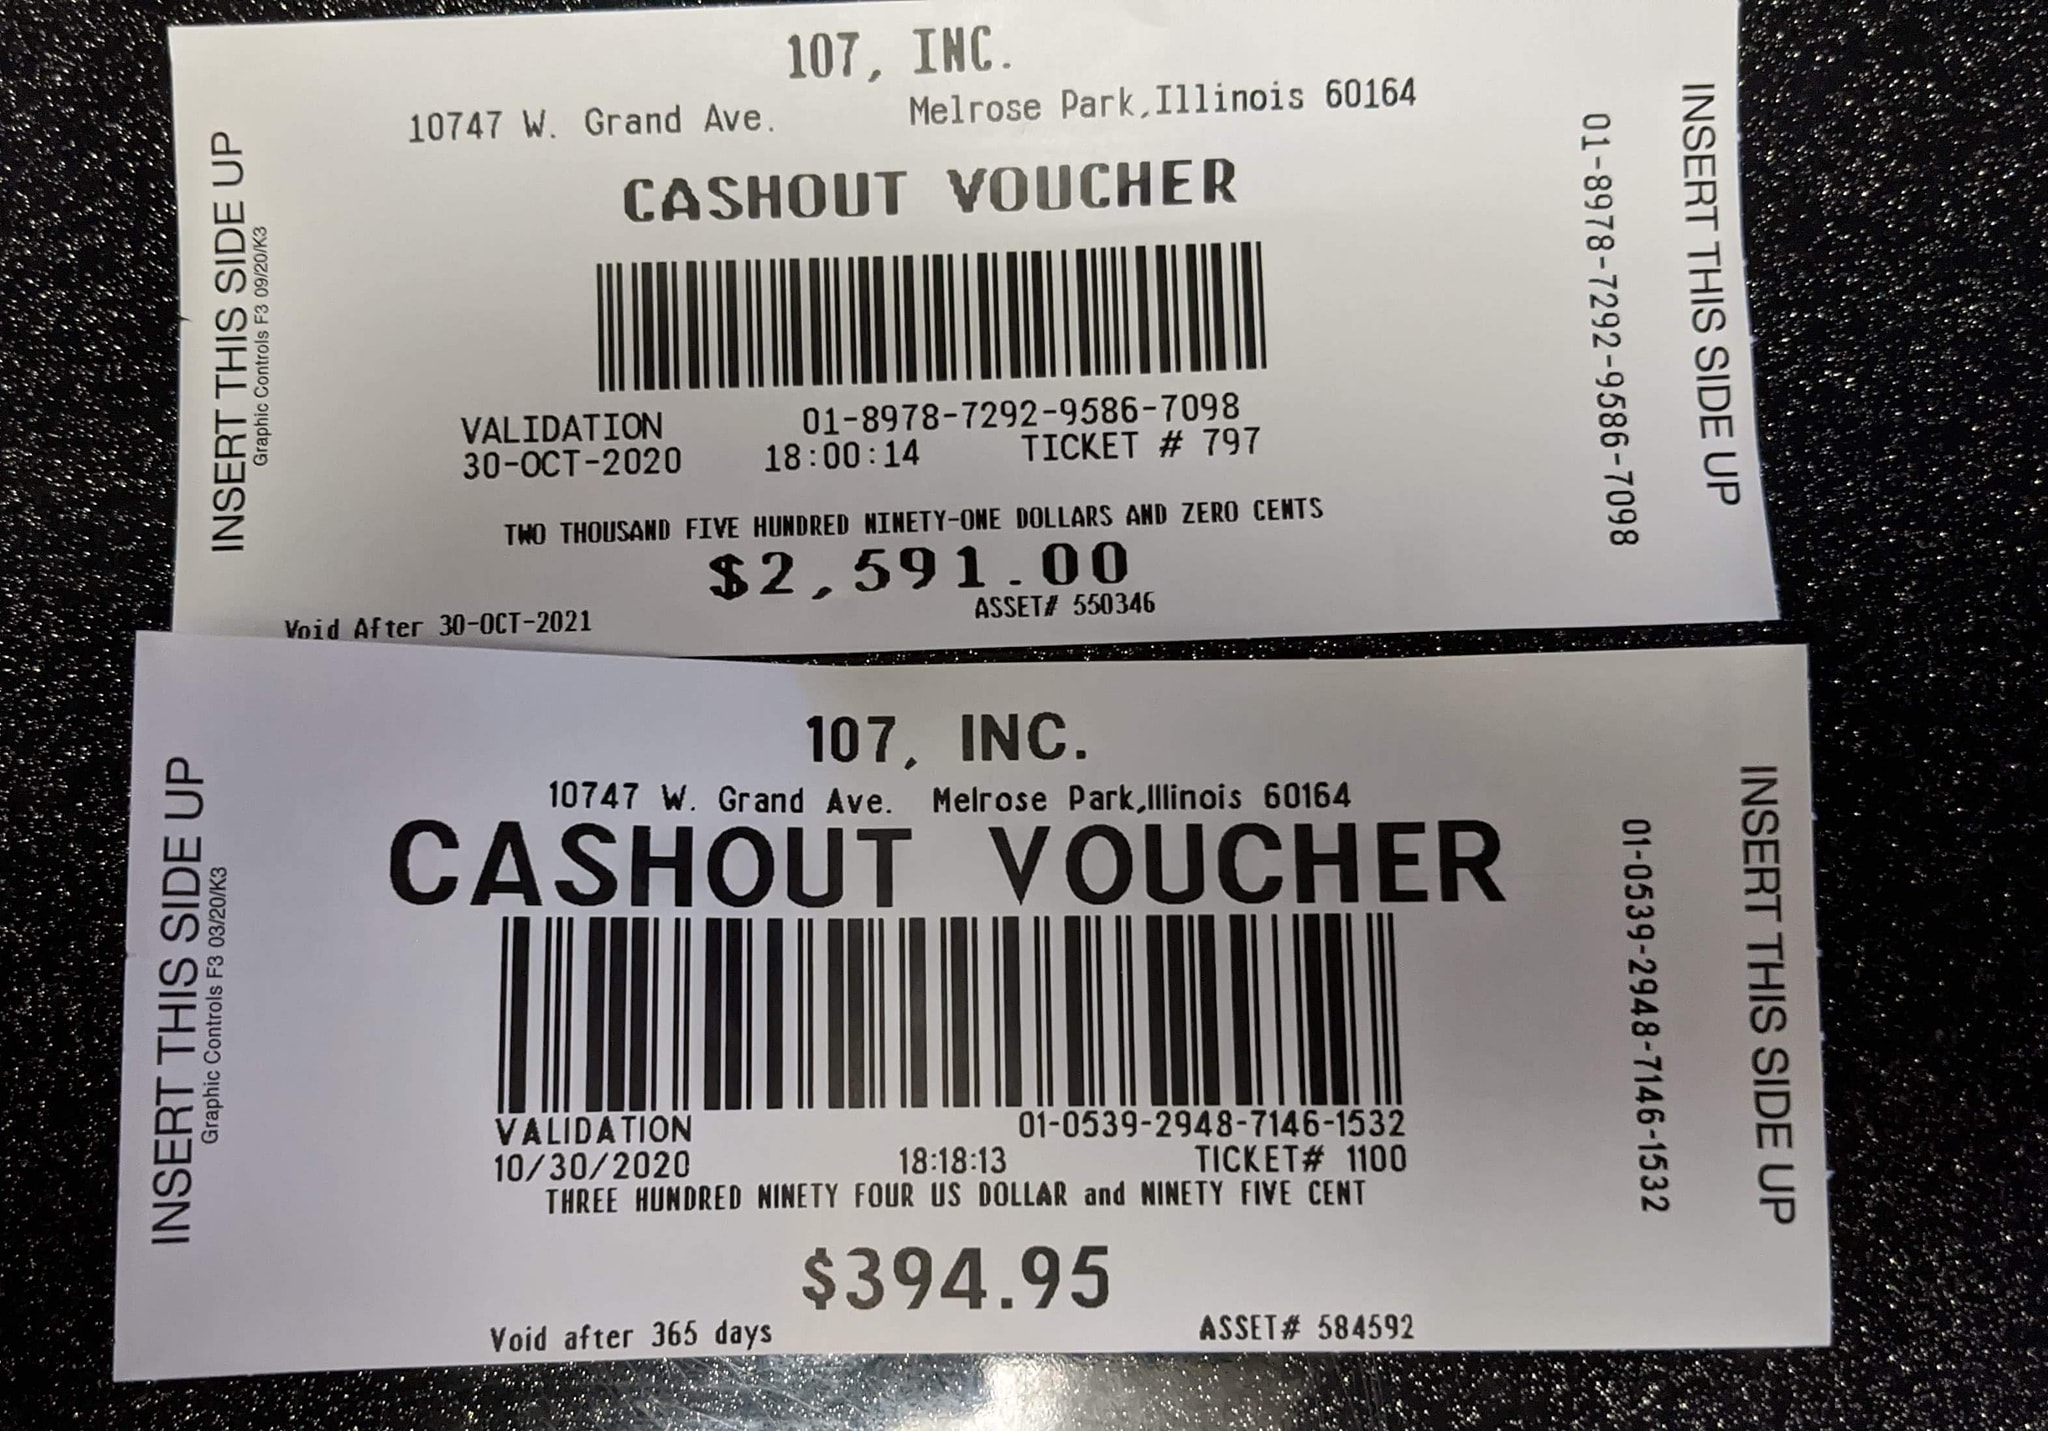 107, INC.
10747 W. Grand Ave. Melrose Park,Illinois 60164
CASHOUT VOUCHER
INSERT THIS SIDE UP
Graphic Controls F3 09/20/K3
VALIDATION 01-8978-7292-9586-7098
30-OCT-2020 18:00:14 TICKET # 797
TWO THOUSAND FIVE HUNDRED NINETY-ONE DOLLARS AND ZERO CENTS
$2,591.00
Void After 30-OCT-2021 ASSET# 550346
01-8978-7292-9586-7098
INSERT THIS SIDE UP
107, INC.
10747 W. Grand Ave. Melrose Park,Illinois 60164
CASHOUT VOUCHER
INSERT THIS SIDE UP
Graphic Controls F3 03/20/K3
VALIDATION 01-0539-2948-7146-1532
10/30/2020 18:18:13 TICKET# 1100
THREE HUNDRED NINETY FOUR US DOLLAR and NINETY FIVE CENT
$394.95
Void after 365 days ASSET# 584592
01-0539-2948-7146-1532
INSERT THIS SIDE UP